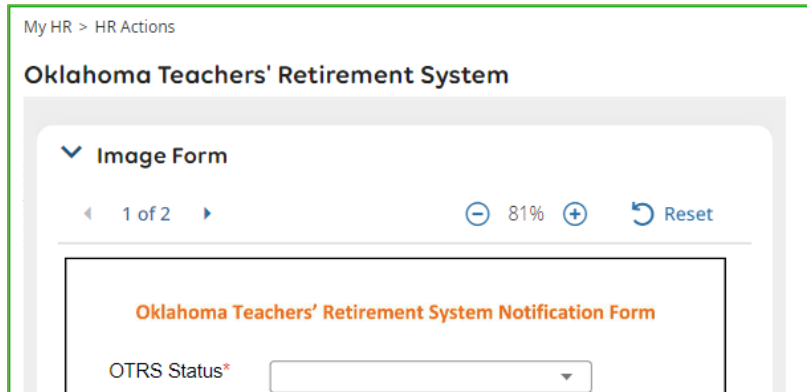 My HR > HR Actions
Oklahoma Teachers' Retirement System
Image Form
1 of 2
81%
Reset
Oklahoma Teachers’ Retirement System Notification Form
OTRS Status*